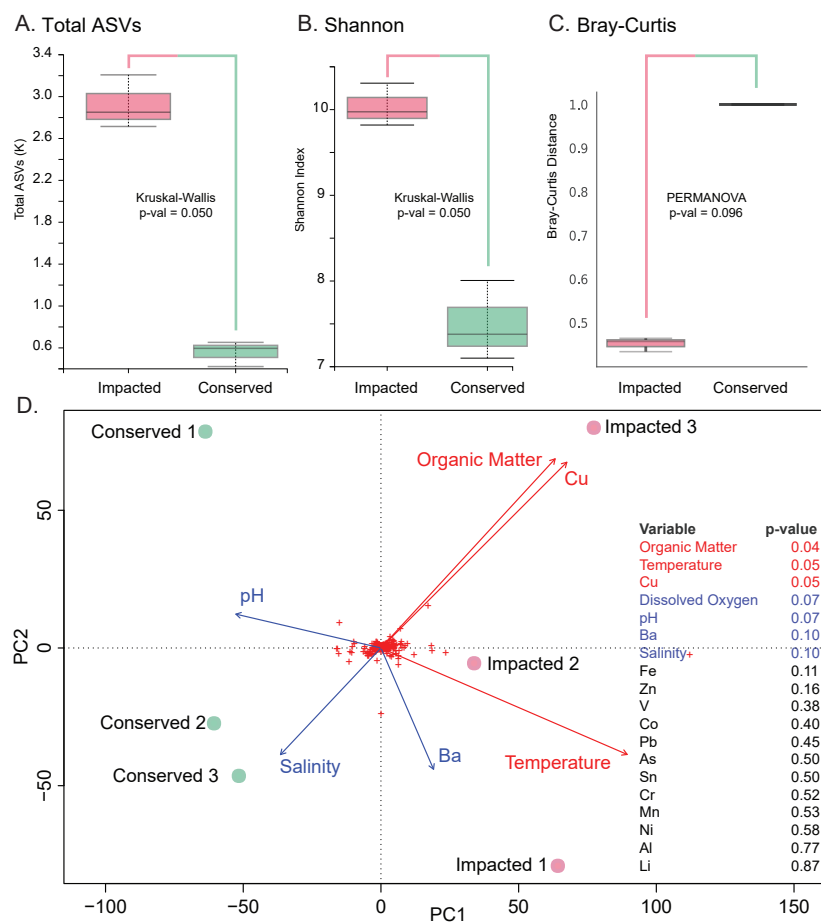 A. Total ASVs
3.4
3.0
2.6
2.2
1.8
1.4
1.0
0.6
Total ASVs (K)
Kruskal-Wallis
p-val = 0.050
Impacted
Conserved
B. Shannon
10
9
8
7
Shannon Index
Kruskal-Wallis
p-val = 0.050
Impacted
Conserved
C. Bray-Curtis
1.0
0.9
0.8
0.7
0.6
0.5
Bray-Curtis Distance
PERMANOVA
p-val = 0.096
Impacted
Conserved
D.
Conserved 1
Impacted 3
Organic Matter
Cu
pH
Impacted 2
Conserved 2
Conserved 3
Salinity
Ba
Temperature
Impacted 1
50
0
−50
PC2
−100
−50
0
50
100
150
PC1
Variable p-value
Organic Matter 0.04
Temperature 0.05
Cu 0.05
Dissolved Oxygen 0.07
pH 0.07
Ba 0.10
Salinity 0.10
Fe 0.11
Zn 0.16
V 0.38
Co 0.40
Pb 0.45
As 0.50
Sn 0.50
Cr 0.52
Mn 0.53
Ni 0.58
Al 0.77
Li 0.87